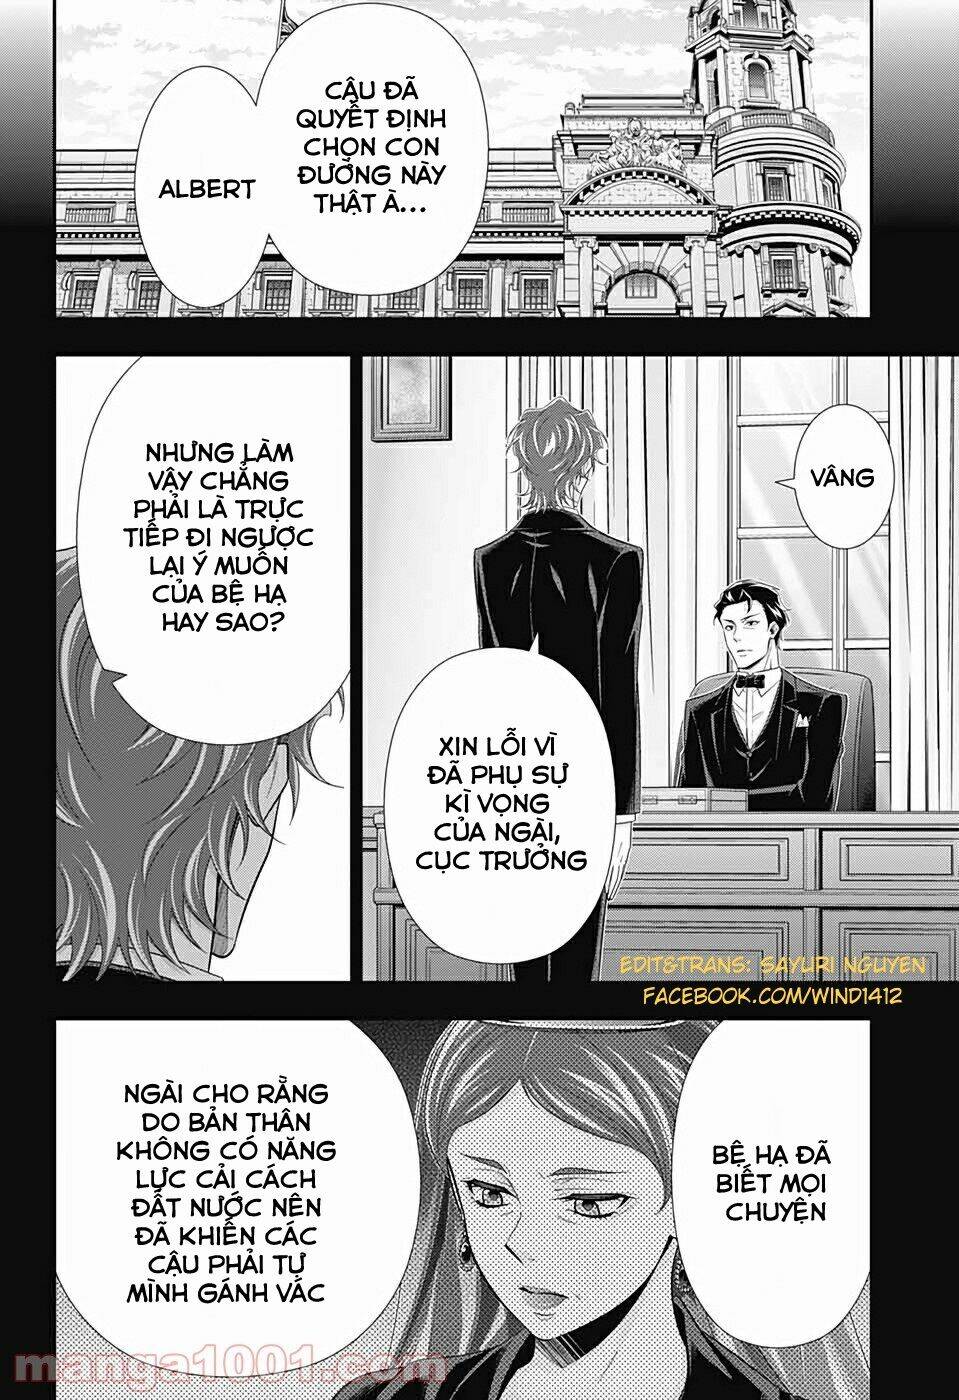 CẬU ĐÃ
QUYẾT ĐỊNH
CHỌN CON
ĐƯỜNG NÀY
THẬT À...
ALBERT
VÂNG
XIN LỖI VÌ
ĐÃ PHỤ SỰ
KÌ VỌNG
CỦA NGÀI,
CỤC TRƯỞNG
NHƯNG LÀM
VẬY CHẲNG
PHẢI LÀ TRỰC
TIẾP ĐI NGƯỢC
LẠI Ý MUỐN
CỦA BỆ HẠ
HAY SAO?
EDIT&TRANS: SAYURI NGUYEN
FACEBOOK.COM/WIND1412
BỆ HẠ ĐÃ
BIẾT MỌI
CHUYỆN
NGÀI CHO RẰNG
DO BẢN THÂN
KHÔNG CÓ NĂNG
LỰC CẢI CÁCH
ĐẤT NƯỚC NÊN
ĐÃ KHIẾN CÁC
CẬU PHẢI TỰ
MÌNH GÁNH VÁC
manga1001.com